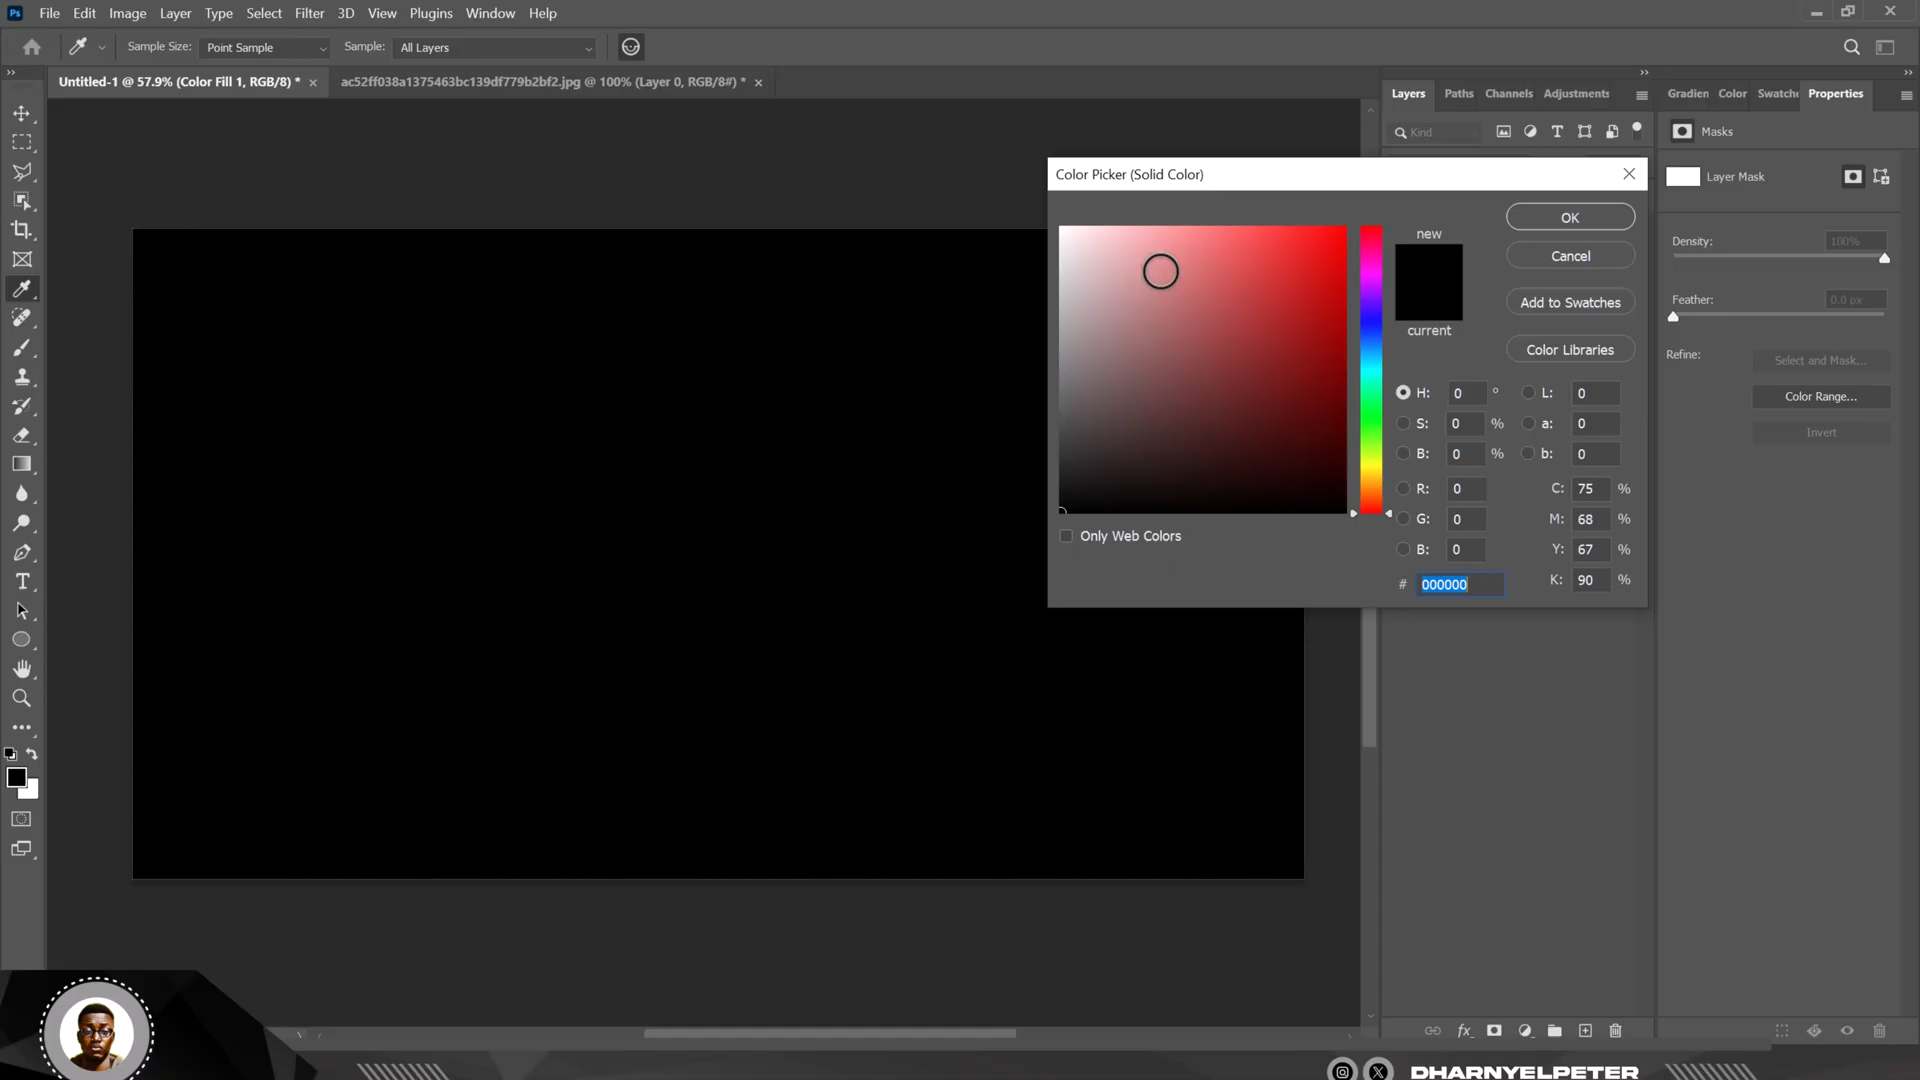 Ps File Edit Image Layer Type Select Filter 3D View Plugins Window Help
Sample Size: Point Sample Sample: All Layers
Untitled-1 @ 57.9% (Color Fill 1, RGB/8) * × ac52ff038a1375463bc139df779b2bf2.jpg @ 100% (Layer 0, RGB/8#) * ×
Layers Paths Channels Adjustments
Kind
Gradien Color Swatche Properties
Masks
Layer Mask
Density: 100%
Feather: 0.0 px
Refine: Select and Mask...
Color Range...
Invert
Color Picker (Solid Color)
new
current
OK
Cancel
Add to Swatches
Color Libraries
H: 0 ° L: 0
S: 0 % a: 0
B: 0 % b: 0
R: 0 C: 75 %
G: 0 M: 68 %
B: 0 Y: 67 %
# 000000 K: 90 %
Only Web Colors
fx
DHARNYELPETER